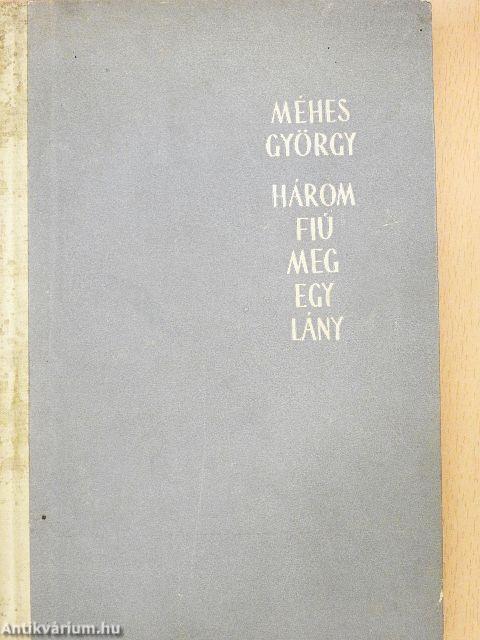 MÉHES
GYÖRGY
HÁROM
FIÚ
MEG
EGY
LÁNY
Antikvárium.hu